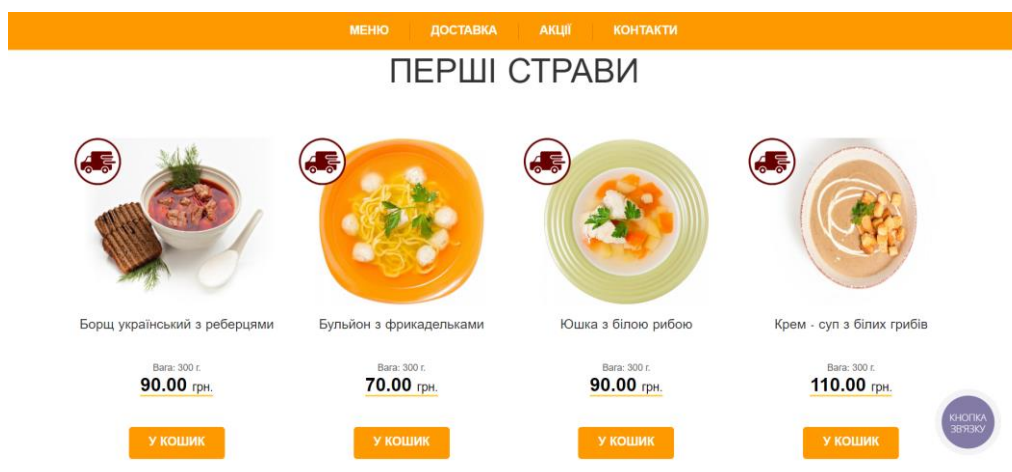 МЕНЮ ДОСТАВКА АКЦІЇ КОНТАКТИ
ПЕРШІ СТРАВИ
Борщ український з реберцями Бульйон з фрикадельками Юшка з білою рибою Крем - суп з білих грибів
Вага: 300 г. Вага: 300 г. Вага: 300 г. Вага: 300 г.
90.00 грн. 70.00 грн. 90.00 грн. 110.00 грн.
КНОПКА
ЗВ'ЯЗКУ
У КОШИК У КОШИК У КОШИК У КОШИК